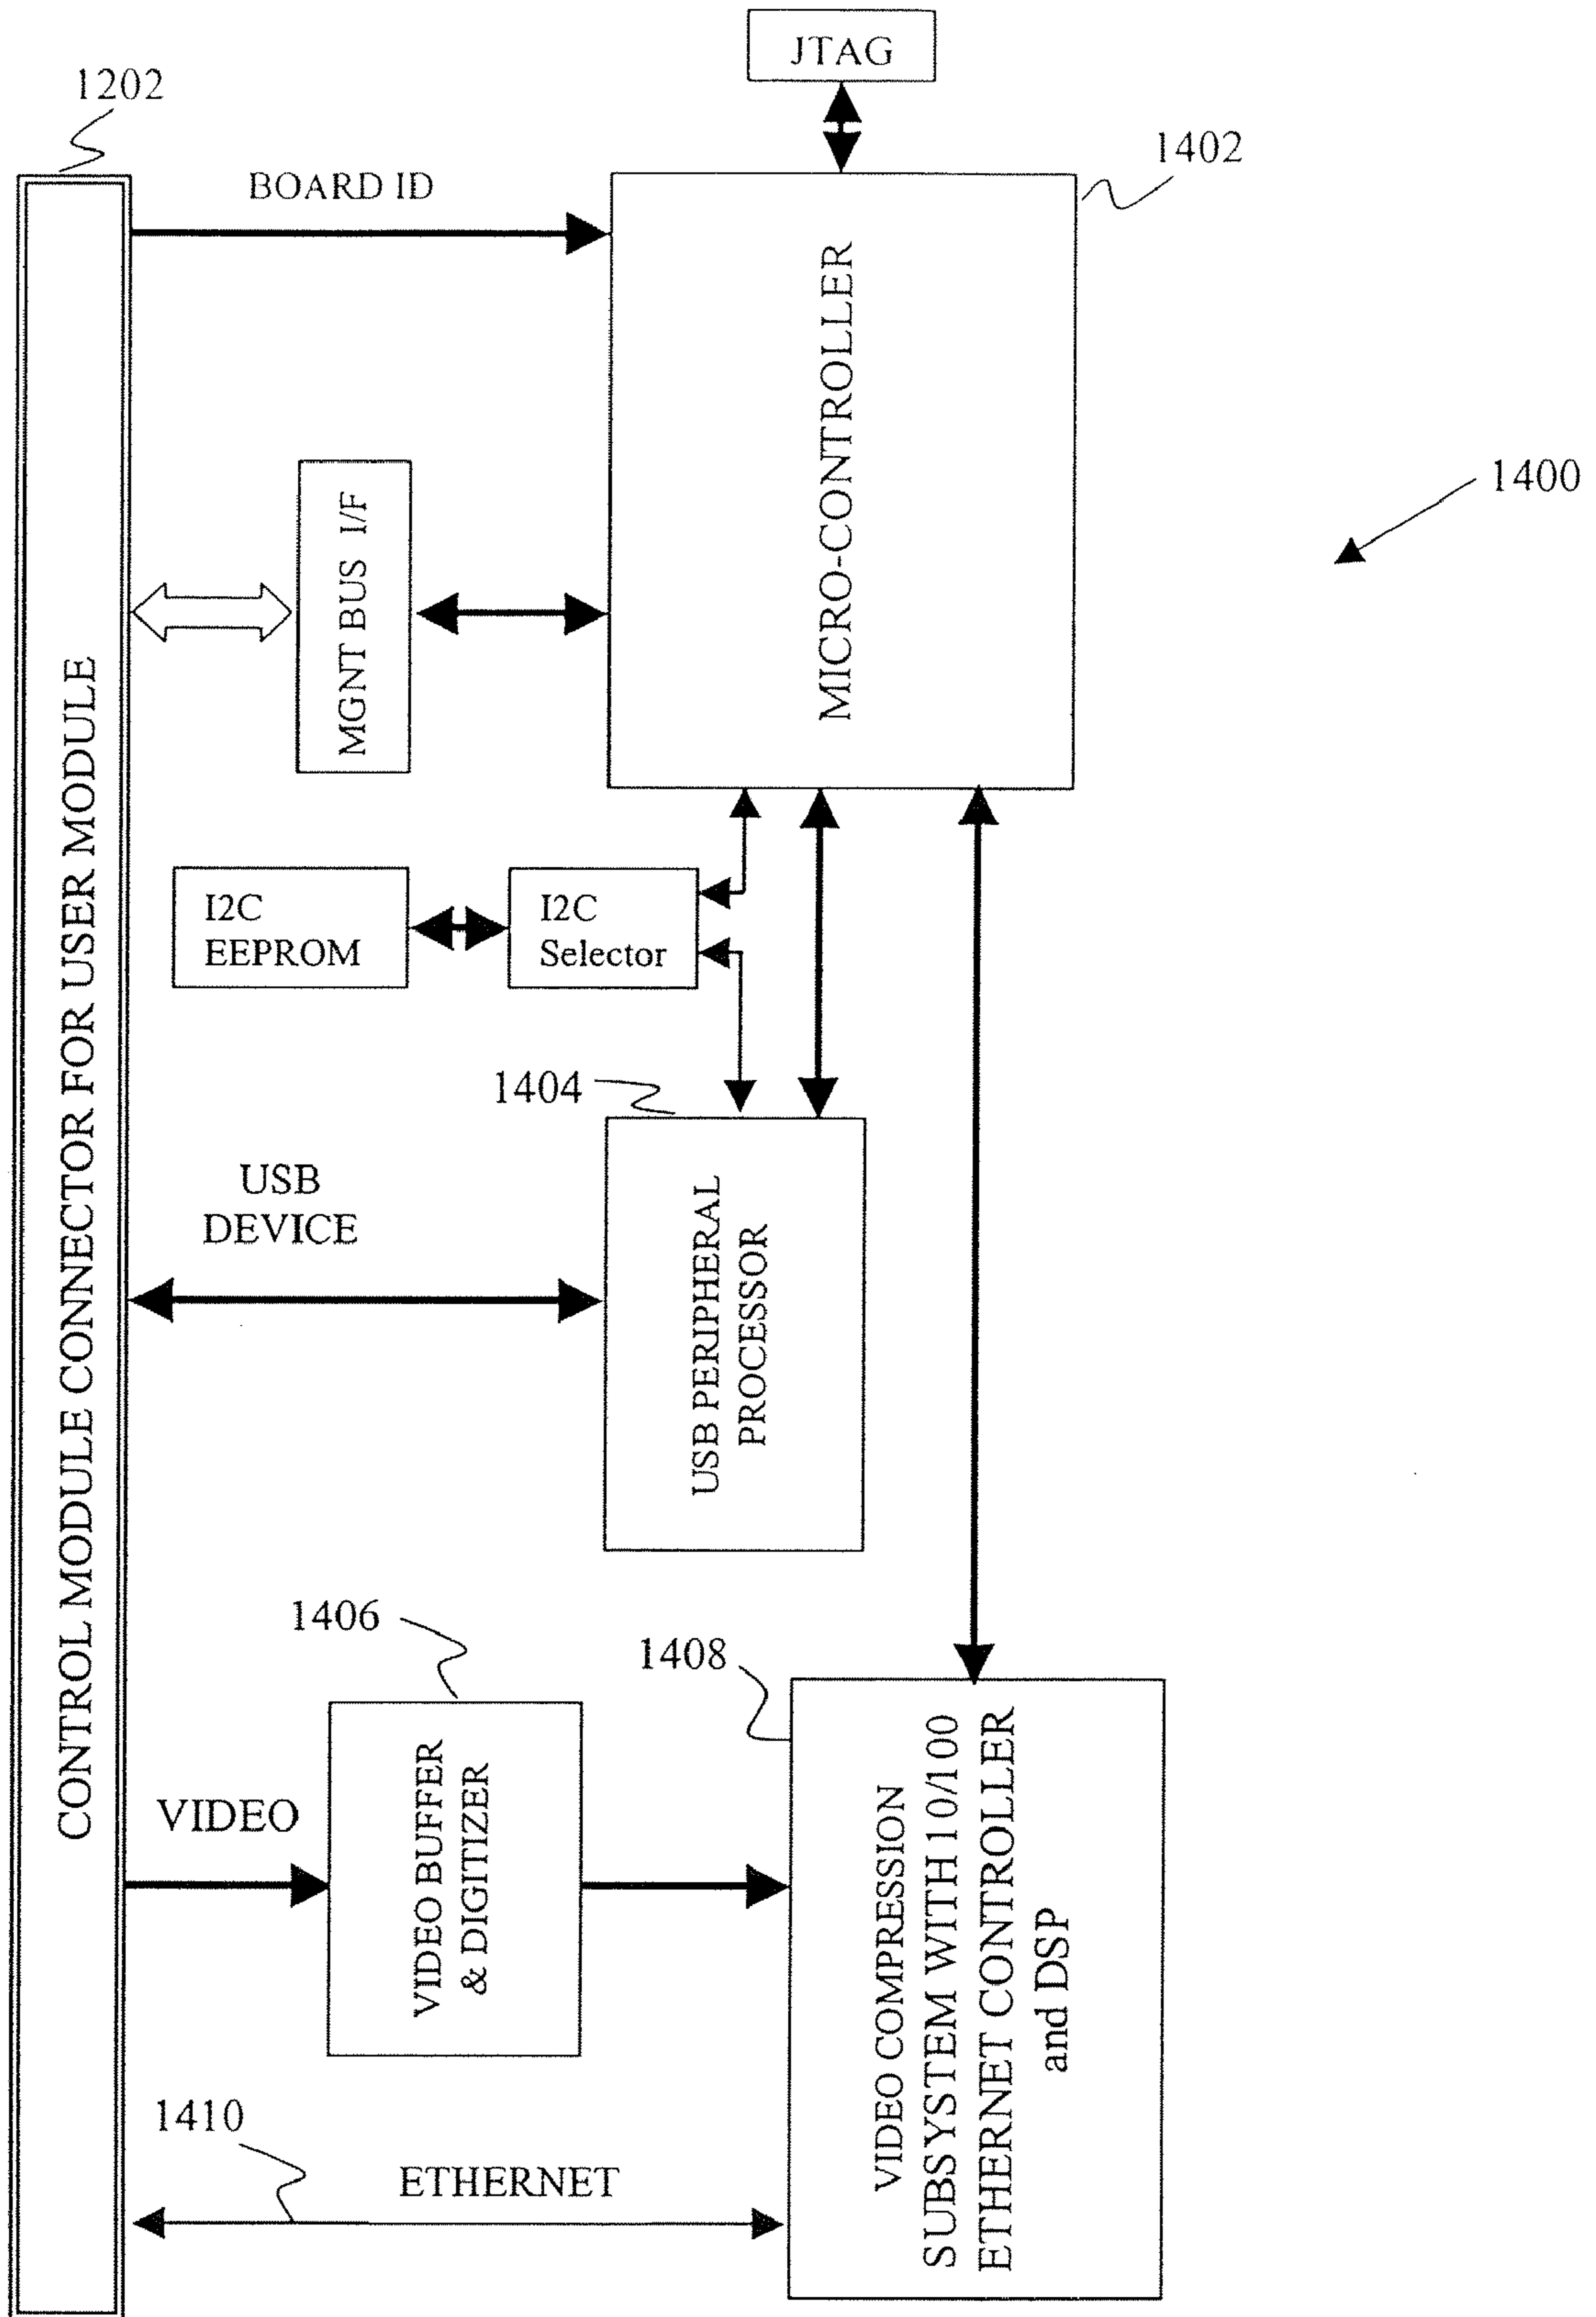 JTAG
1202
1402
BOARD ID
MICRO-CONTROLLER
1400
MGNT BUS I/F
CONTROL MODULE CONNECTOR FOR USER MODULE
I2C
EEPROM
I2C
Selector
1404
USB
DEVICE
USB PERIPHERAL
PROCESSOR
1406
1408
VIDEO
VIDEO BUFFER
& DIGITIZER
VIDEO COMPRESSION
SUBSYSTEM WITH 10/100
ETHERNET CONTROLLER
and DSP
1410
ETHERNET